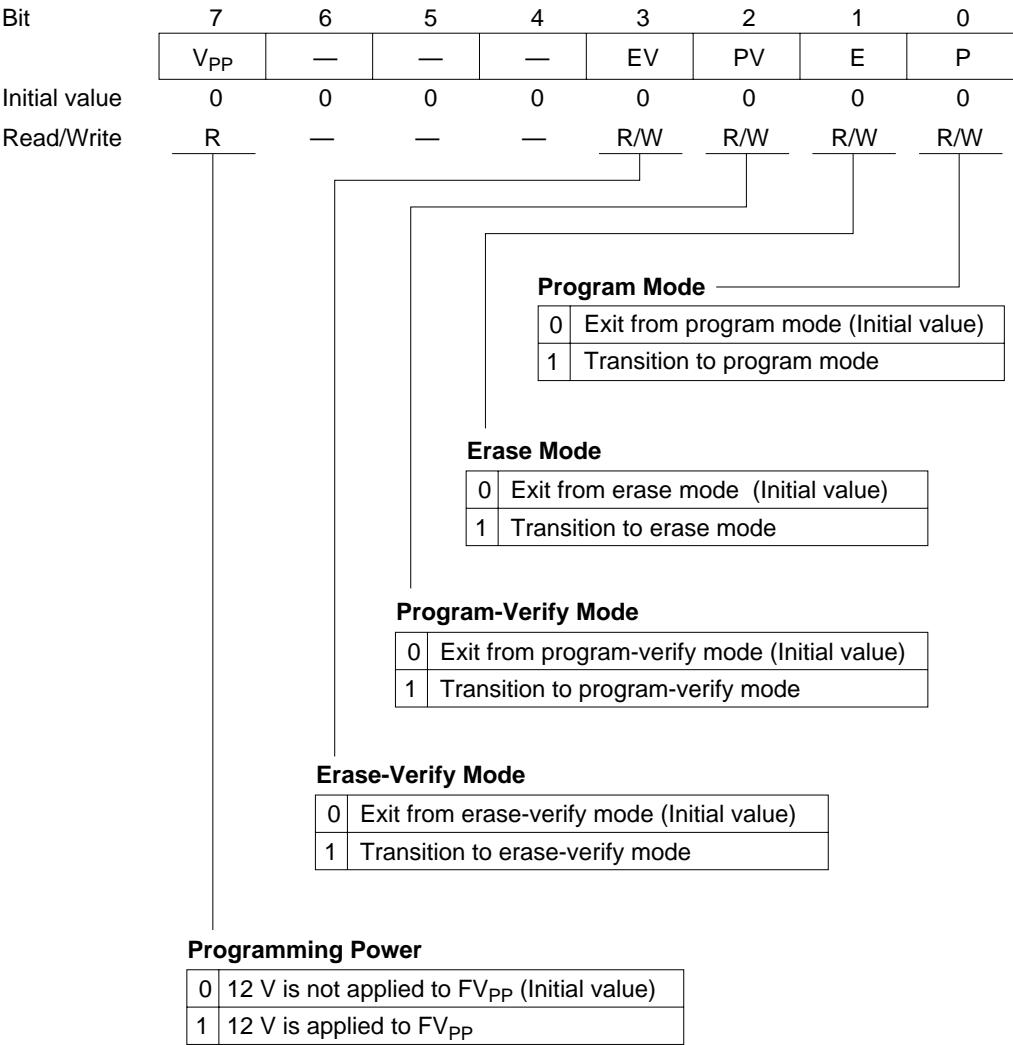 Bit 7 6 5 4 3 2 1 0
VPP — — — EV PV E P
Initial value 0 0 0 0 0 0 0 0
Read/Write R — — — R/W R/W R/W R/W
Program Mode
0 Exit from program mode (Initial value)
1 Transition to program mode
Erase Mode
0 Exit from erase mode (Initial value)
1 Transition to erase mode
Program-Verify Mode
0 Exit from program-verify mode (Initial value)
1 Transition to program-verify mode
Erase-Verify Mode
0 Exit from erase-verify mode (Initial value)
1 Transition to erase-verify mode
Programming Power
0 12 V is not applied to FVPP (Initial value)
1 12 V is applied to FVPP